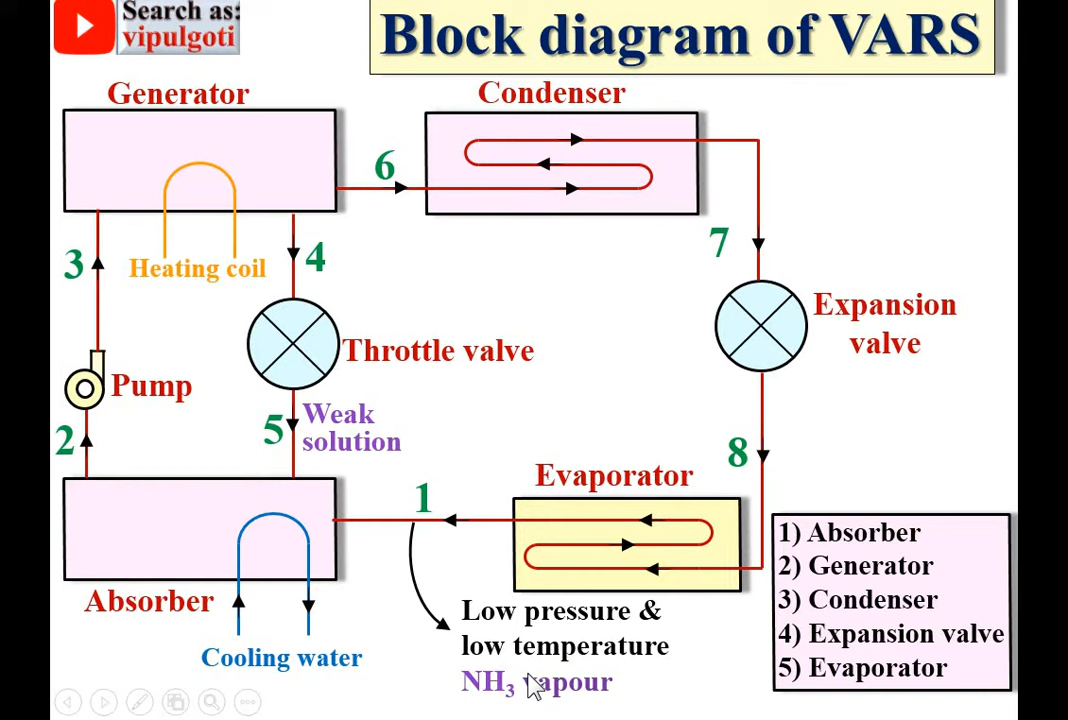 Search as:
vipulgoti
Block diagram of VARS
Generator
Condenser
6
7
3
4
Heating coil
Expansion
valve
Throttle valve
Pump
Weak
solution
5
2
8
1
Evaporator
Absorber
Cooling water
Low pressure &
low temperature
NH₃ vapour
1) Absorber
2) Generator
3) Condenser
4) Expansion valve
5) Evaporator